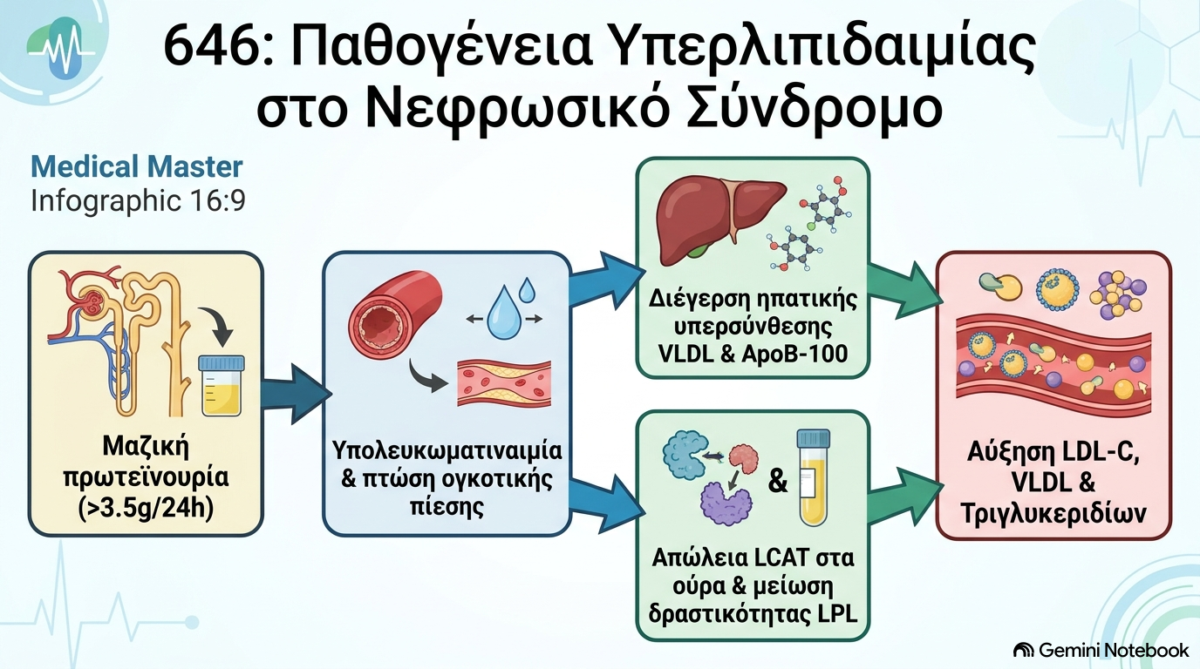 646: Παθογένεια Υπερλιπιδαιμίας
στο Νεφρωσικό Σύνδρομο
Medical Master
Infographic 16:9
Μαζική
πρωτεϊνουρία
(>3.5g/24h)
Υπολευκωματιναιμία
& πτώση ογκοτικής
πίεσης
Διέγερση ηπατικής
υπερσύνθεσης
VLDL & ApoB-100
&
Απώλεια LCAT στα
ούρα & μείωση
δραστικότητας LPL
Αύξηση LDL-C,
VLDL &
Τριγλυκεριδίων
Gemini Notebook